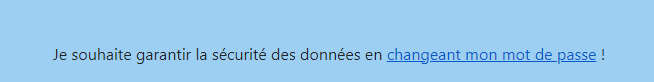 Je souhaite garantir la sécurité des données en changeant mon mot de passe !